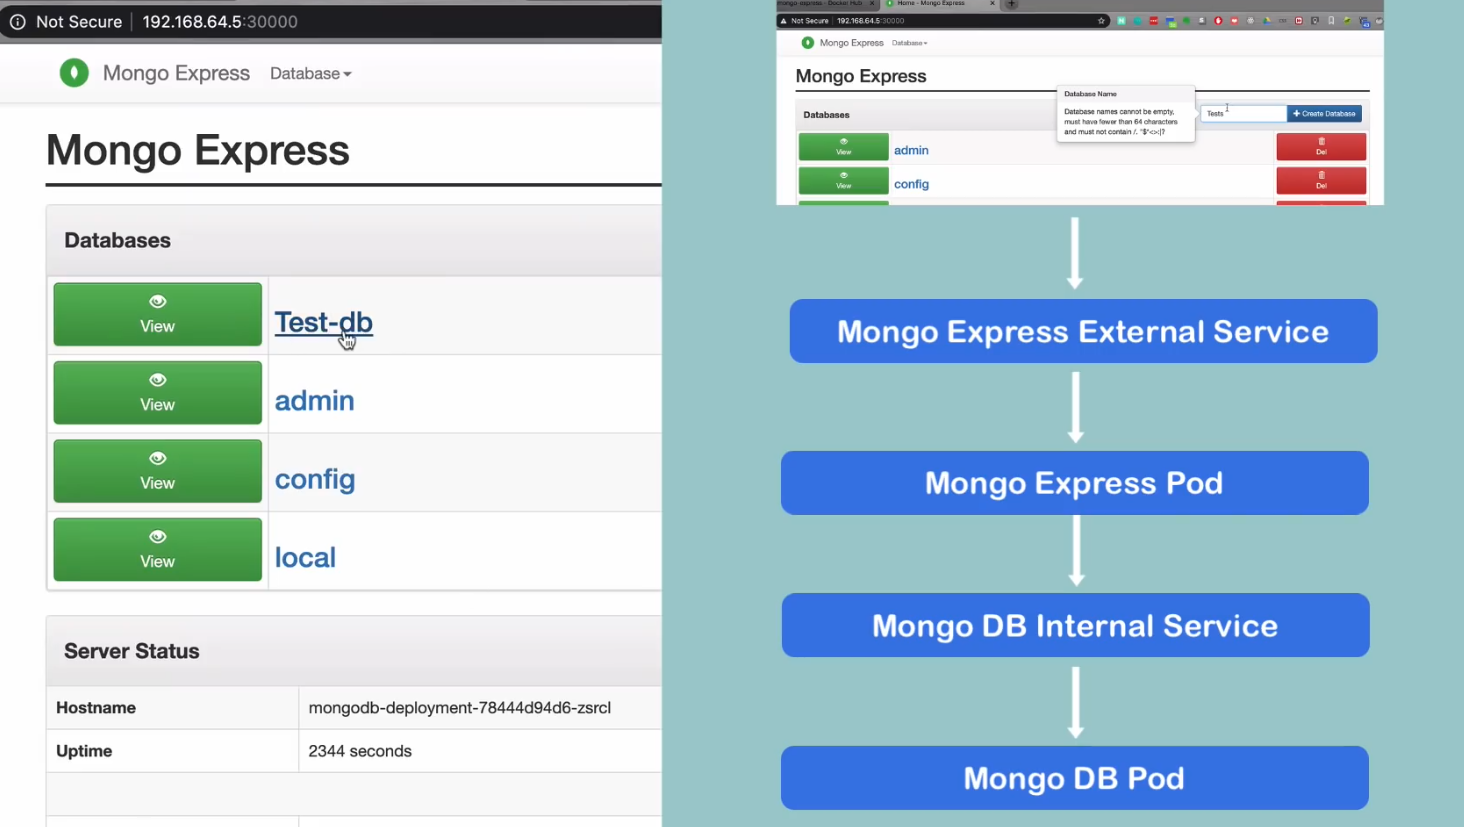 Not Secure 192.168.64.5:30000
Mongo Express Database
Mongo Express
Databases
View Test-db
View admin
View config
View local
Server Status
Hostname mongodb-deployment-78444d94d6-zsrcl
Uptime 2344 seconds
Home - Mongo Express
Not Secure 192.168.64.5:30000
Mongo Express Database
Mongo Express
Databases
Database Name
Database names cannot be empty,
must have fewer than 64 characters
and must not contain /. "$*<>:|?
Tests
+ Create Database
View admin Del
View config Del
Mongo Express External Service
Mongo Express Pod
Mongo DB Internal Service
Mongo DB Pod